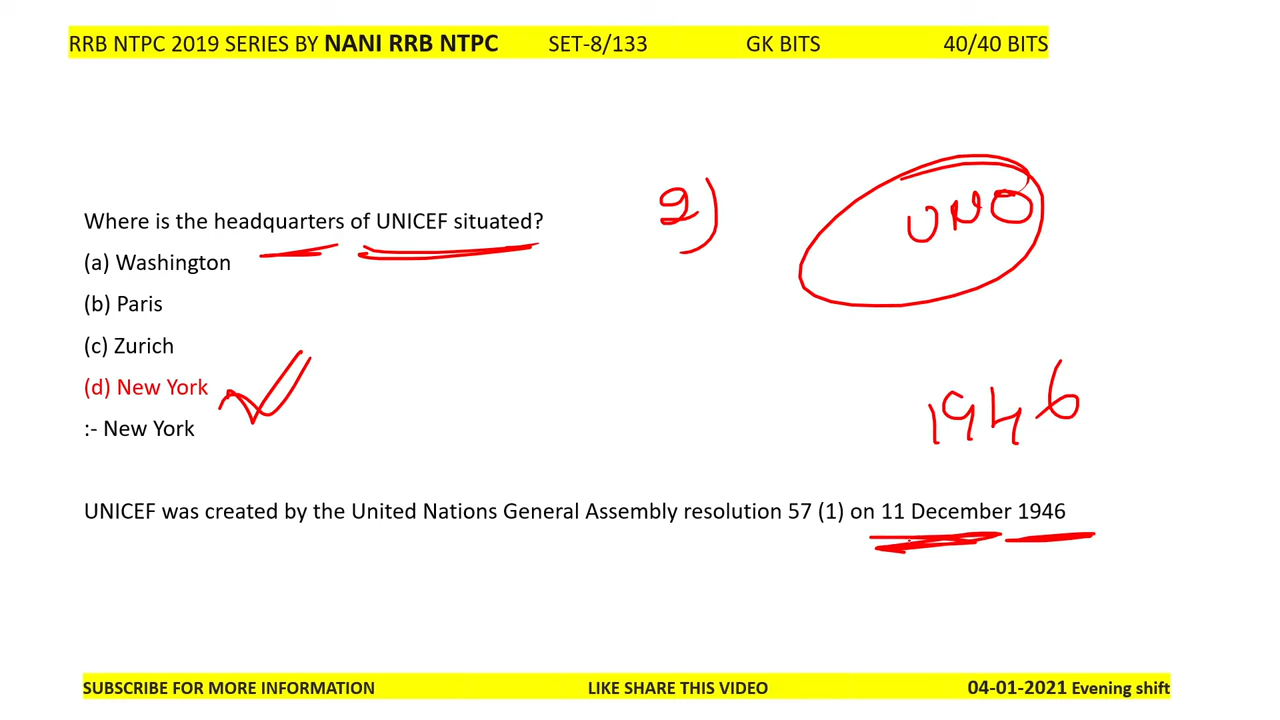 RRB NTPC 2019 SERIES BY NANI RRB NTPC SET-8/133 GK BITS 40/40 BITS
Where is the headquarters of UNICEF situated?
(a) Washington
(b) Paris
(c) Zurich
(d) New York
:- New York
2)
UNO
1946
UNICEF was created by the United Nations General Assembly resolution 57 (1) on 11 December 1946
SUBSCRIBE FOR MORE INFORMATION LIKE SHARE THIS VIDEO 04-01-2021 Evening shift